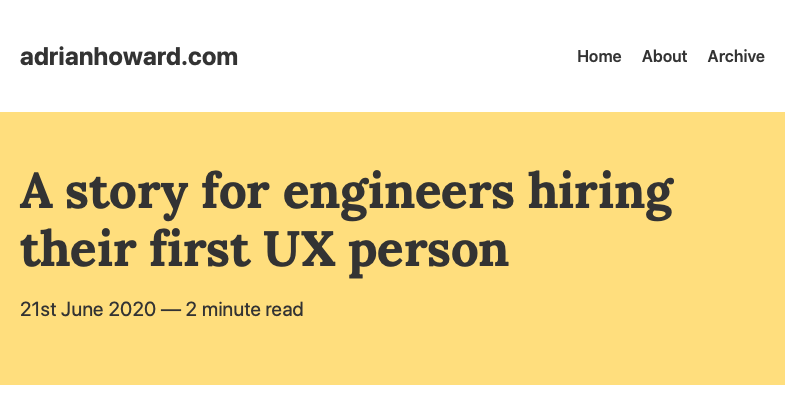 adrianhoward.com
Home About Archive
A story for engineers hiring
their first UX person
21st June 2020 — 2 minute read